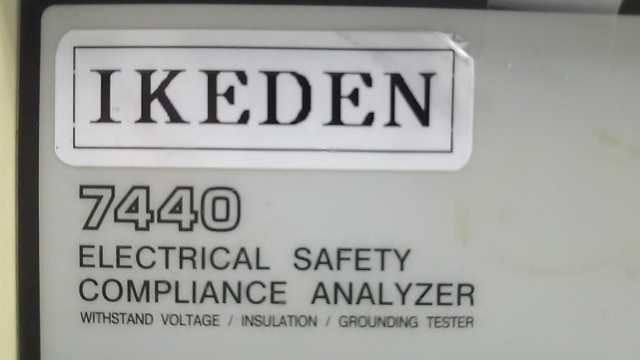 IKEDEN
7440
ELECTRICAL SAFETY
COMPLIANCE ANALYZER
WITHSTAND VOLTAGE / INSULATION / GROUNDING TESTER